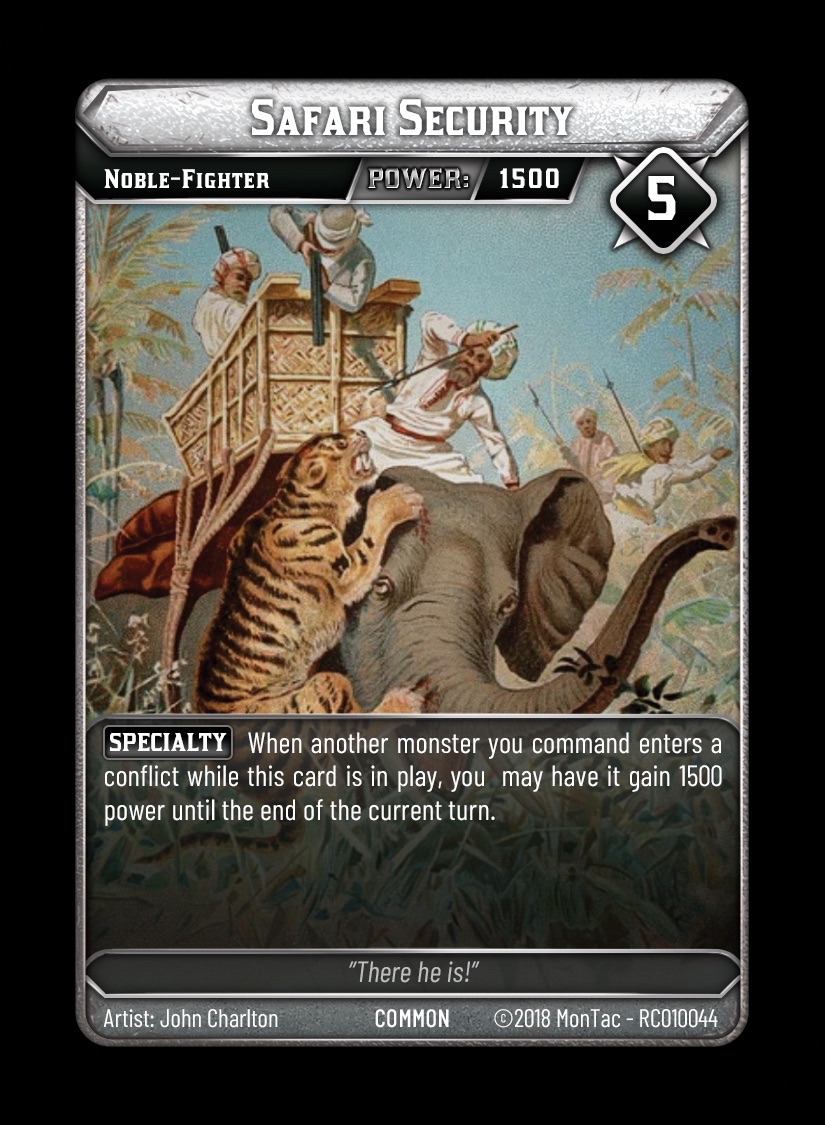 Safari Security
Noble-Fighter POWER: 1500
5
SPECIALTY When another monster you command enters a
conflict while this card is in play, you may have it gain 1500
power until the end of the current turn.
"There he is!"
Artist: John Charlton COMMON ©2018 MonTac - RC010044